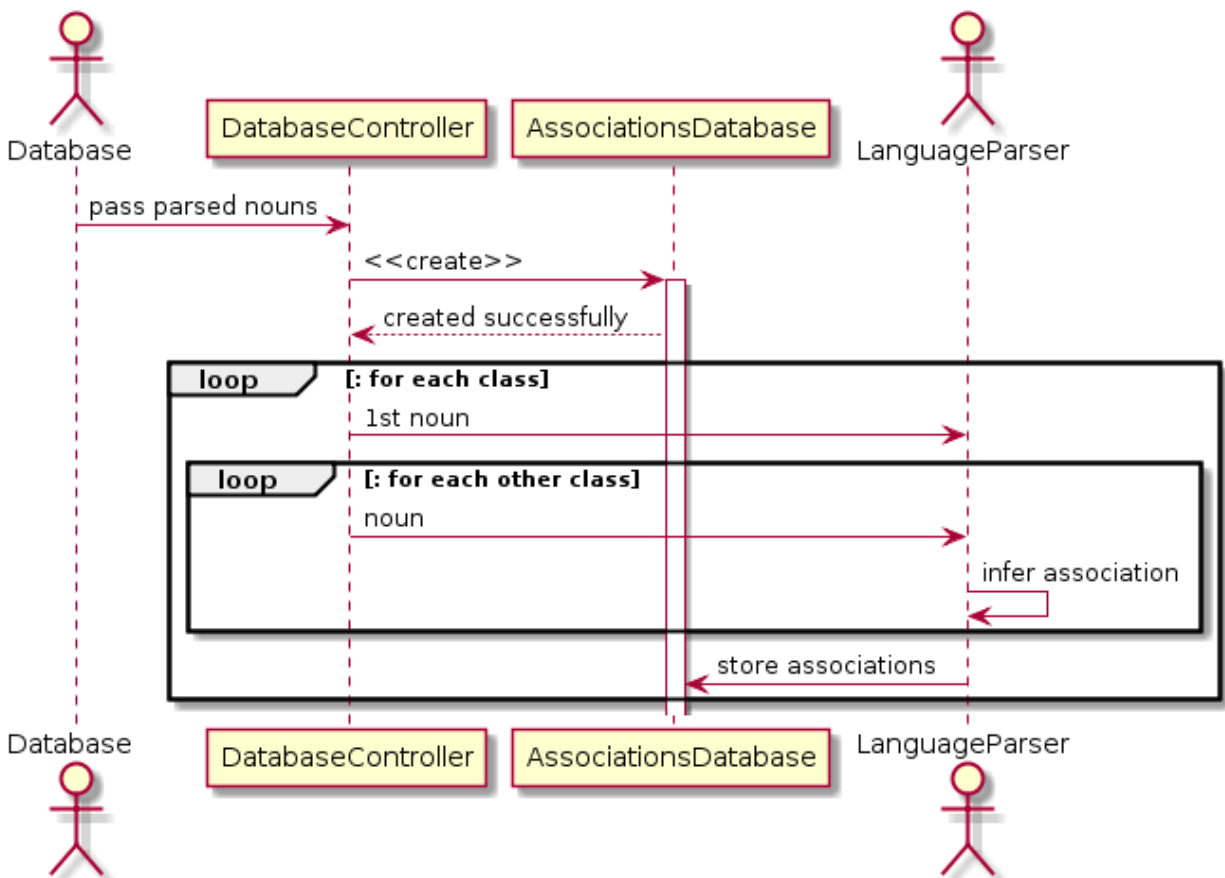 Database
DatabaseController
AssociationsDatabase
LanguageParser
pass parsed nouns
<<create>>
created successfully
loop [: for each class]
1st noun
loop [: for each other class]
noun
infer association
store associations
Database
DatabaseController
AssociationsDatabase
LanguageParser